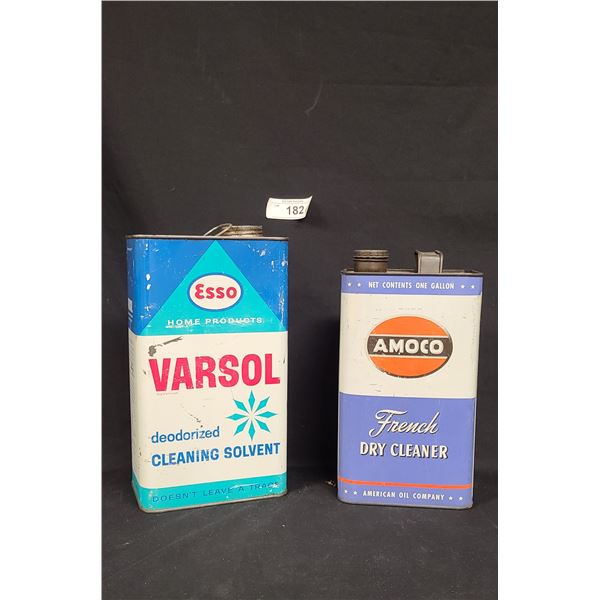 182
Esso
HOME PRODUCTS
VARSOL
deodorized
CLEANING SOLVENT
DOESN'T LEAVE A TRACE
★ ★ NET CONTENTS ONE GALLON ★ ★
AMOCO
French
DRY CLEANER
★ ★ AMERICAN OIL COMPANY ★ ★